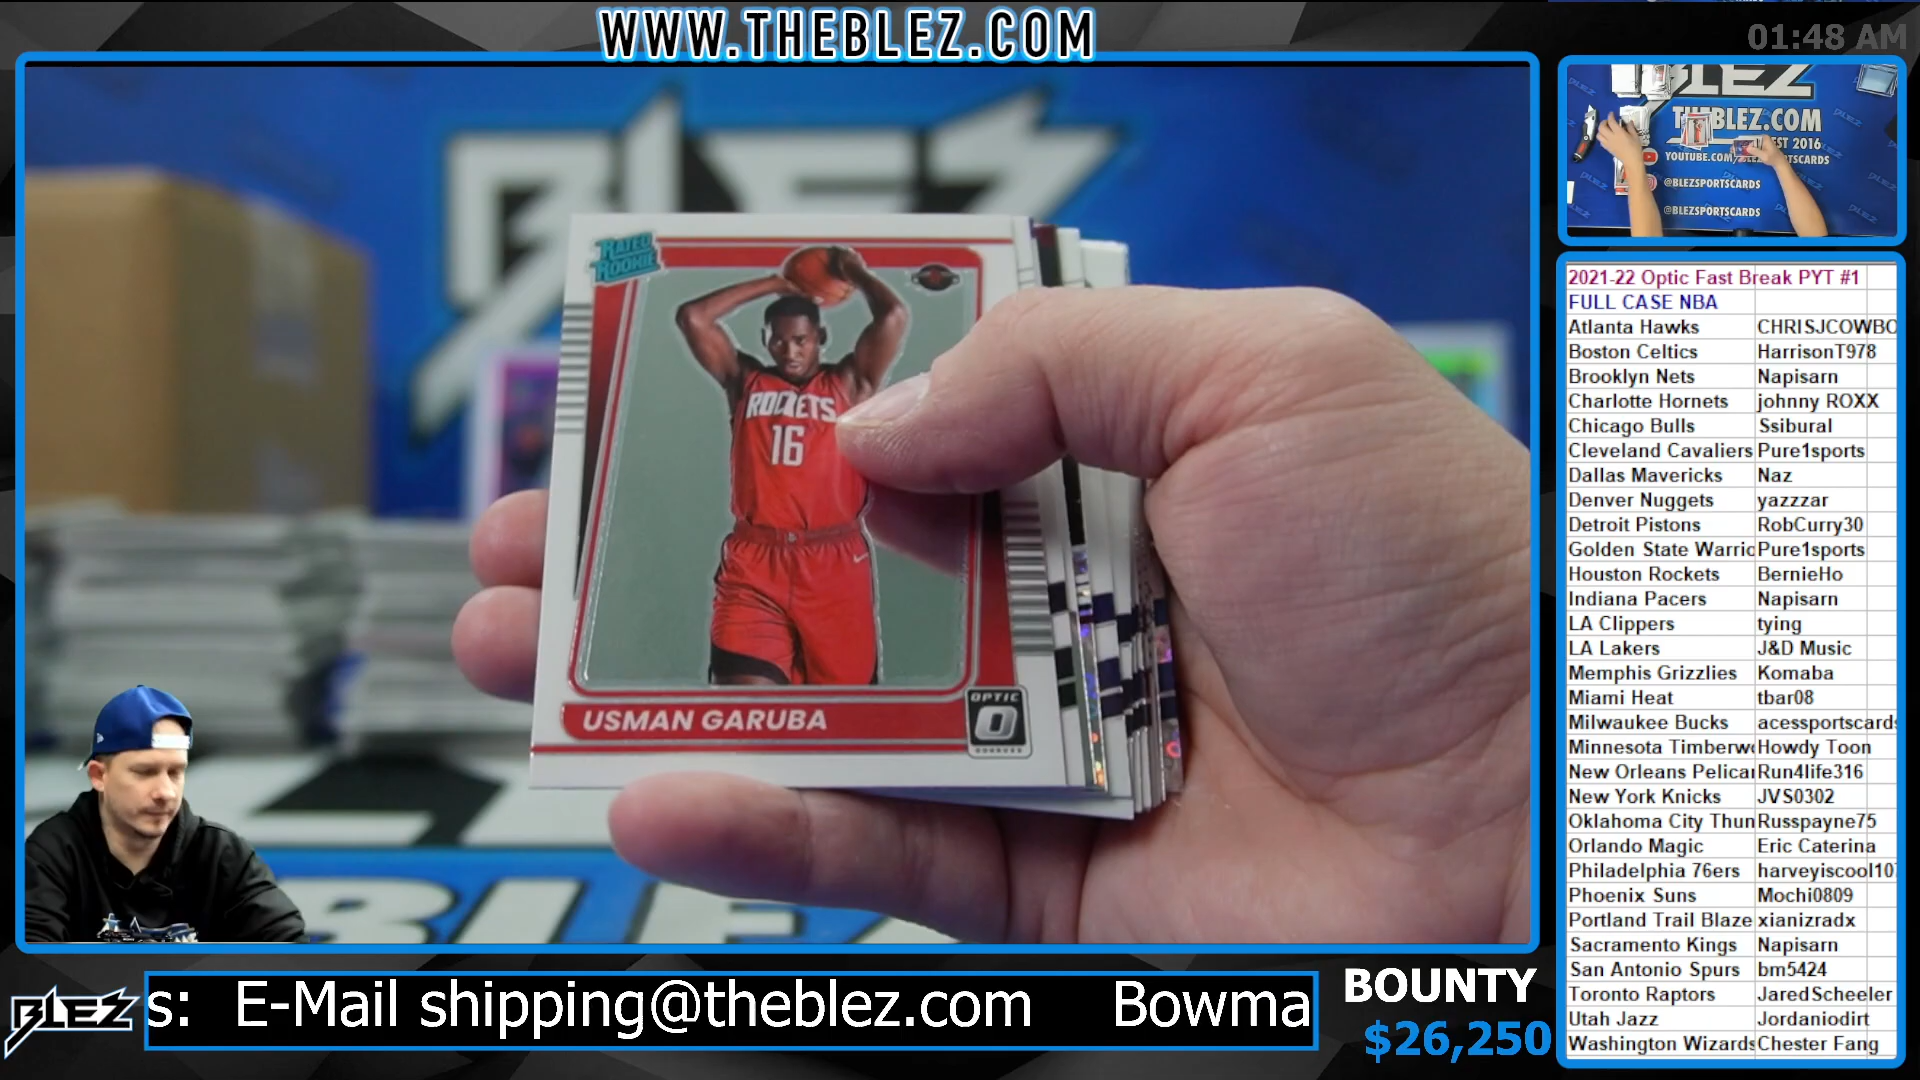 WWW.THEBLEZ.COM
01:48 AM
BLEZ
RATED
ROOKIE
ROCKETS
16
USMAN GARUBA
OPTIC
BLEZ
THEBLEZ.COM
EST 2016
@BLEZSPORTSCARDS
@BLEZSPORTSCARDS
2021-22 Optic Fast Break PYT #1
FULL CASE NBA
Atlanta Hawks CHRISJCOWBO
Boston Celtics HarrisonT978
Brooklyn Nets Napisarn
Charlotte Hornets johnny ROXX
Chicago Bulls Ssibural
Cleveland Cavaliers Pure1sports
Dallas Mavericks Naz
Denver Nuggets yazzzar
Detroit Pistons RobCurry30
Golden State Warrio Pure1sports
Houston Rockets BernieHo
Indiana Pacers Napisarn
LA Clippers tying
LA Lakers J&D Music
Memphis Grizzlies Komaba
Miami Heat tbar08
Milwaukee Bucks acessportscards
Minnesota Timberwo Howdy Toon
New Orleans Pelican Run4life316
New York Knicks JVS0302
Oklahoma City Thun Russpayne75
Orlando Magic Eric Caterina
Philadelphia 76ers harveyiscool107
Phoenix Suns Mochi0809
Portland Trail Blaze xianizradx
Sacramento Kings Napisarn
San Antonio Spurs bm5424
Toronto Raptors JaredScheeler
Utah Jazz Jordaniodirt
Washington Wizards Chester Fang
BLEZ
s: E-Mail shipping@theblez.com Bowma
BOUNTY
$26,250